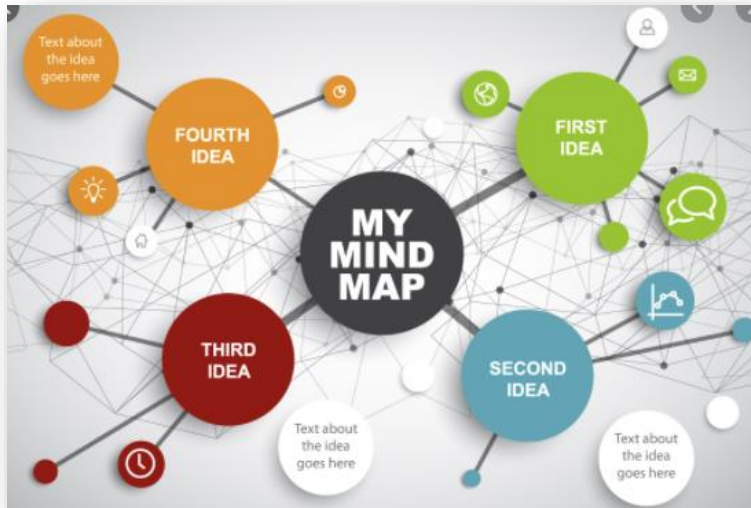 Text about
the idea
goes here
FOURTH
IDEA
FIRST
IDEA
MY
MIND
MAP
THIRD
IDEA
SECOND
IDEA
Text about
the idea
goes here
Text about
the idea
goes here